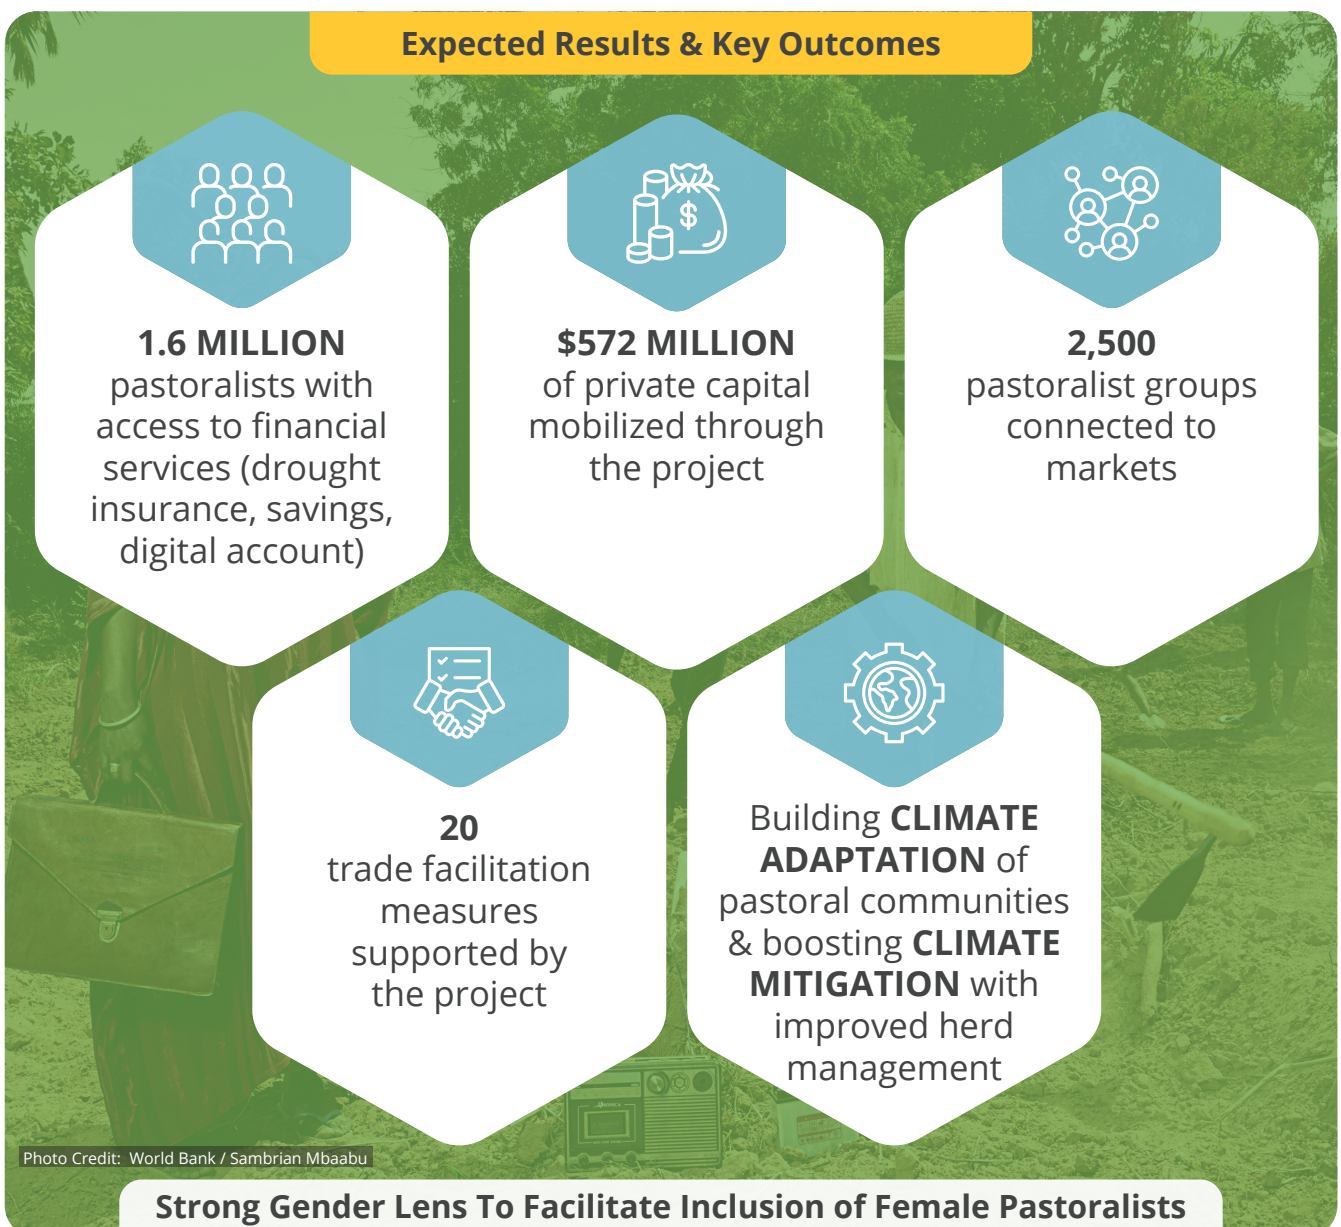 Expected Results & Key Outcomes
1.6 MILLION
pastoralists with
access to financial
services (drought
insurance, savings,
digital account)
$572 MILLION
of private capital
mobilized through
the project
2,500
pastoralist groups
connected to
markets
20
trade facilitation
measures
supported by
the project
Building CLIMATE
ADAPTATION of
pastoral communities
& boosting CLIMATE
MITIGATION with
improved herd
management
Photo Credit: World Bank / Sambrian Mbaabu
Strong Gender Lens To Facilitate Inclusion of Female Pastoralists